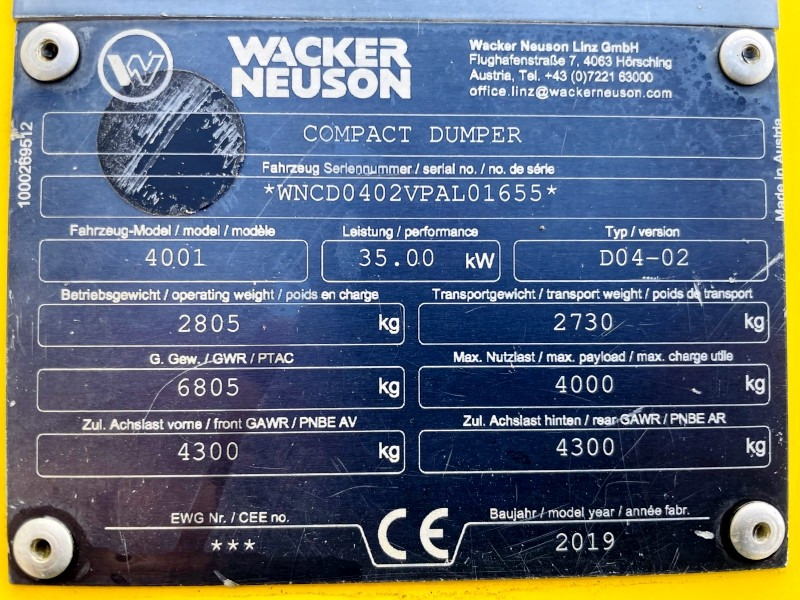 WACKER
NEUSON
Wacker Neuson Linz GmbH
Flughafenstraße 7, 4063 Hörsching
Austria, Tel. +43 (0)7221 63000
office.linz@wackerneuson.com
1000269512
COMPACT DUMPER
Made in Austria
Fahrzeug Seriennummer / serial no. / no. de série
*WNCD0402VPAL01655*
Fahrzeug-Model / model / modèle Leistung / performance Typ / version
4001 35.00 kW D04-02
Betriebsgewicht / operating weight / poids en charge Transportgewicht / transport weight / poids de transport
2805 kg 2730 kg
G. Gew. / GWR / PTAC Max. Nutzlast / max. payload / max. charge utile
6805 kg 4000 kg
Zul. Achslast vorne / front GAWR / PNBE AV Zul. Achslast hinten / rear GAWR / PNBE AR
4300 kg 4300 kg
EWG Nr. / CEE no. CE Baujahr / model year / année fabr.
*** 2019